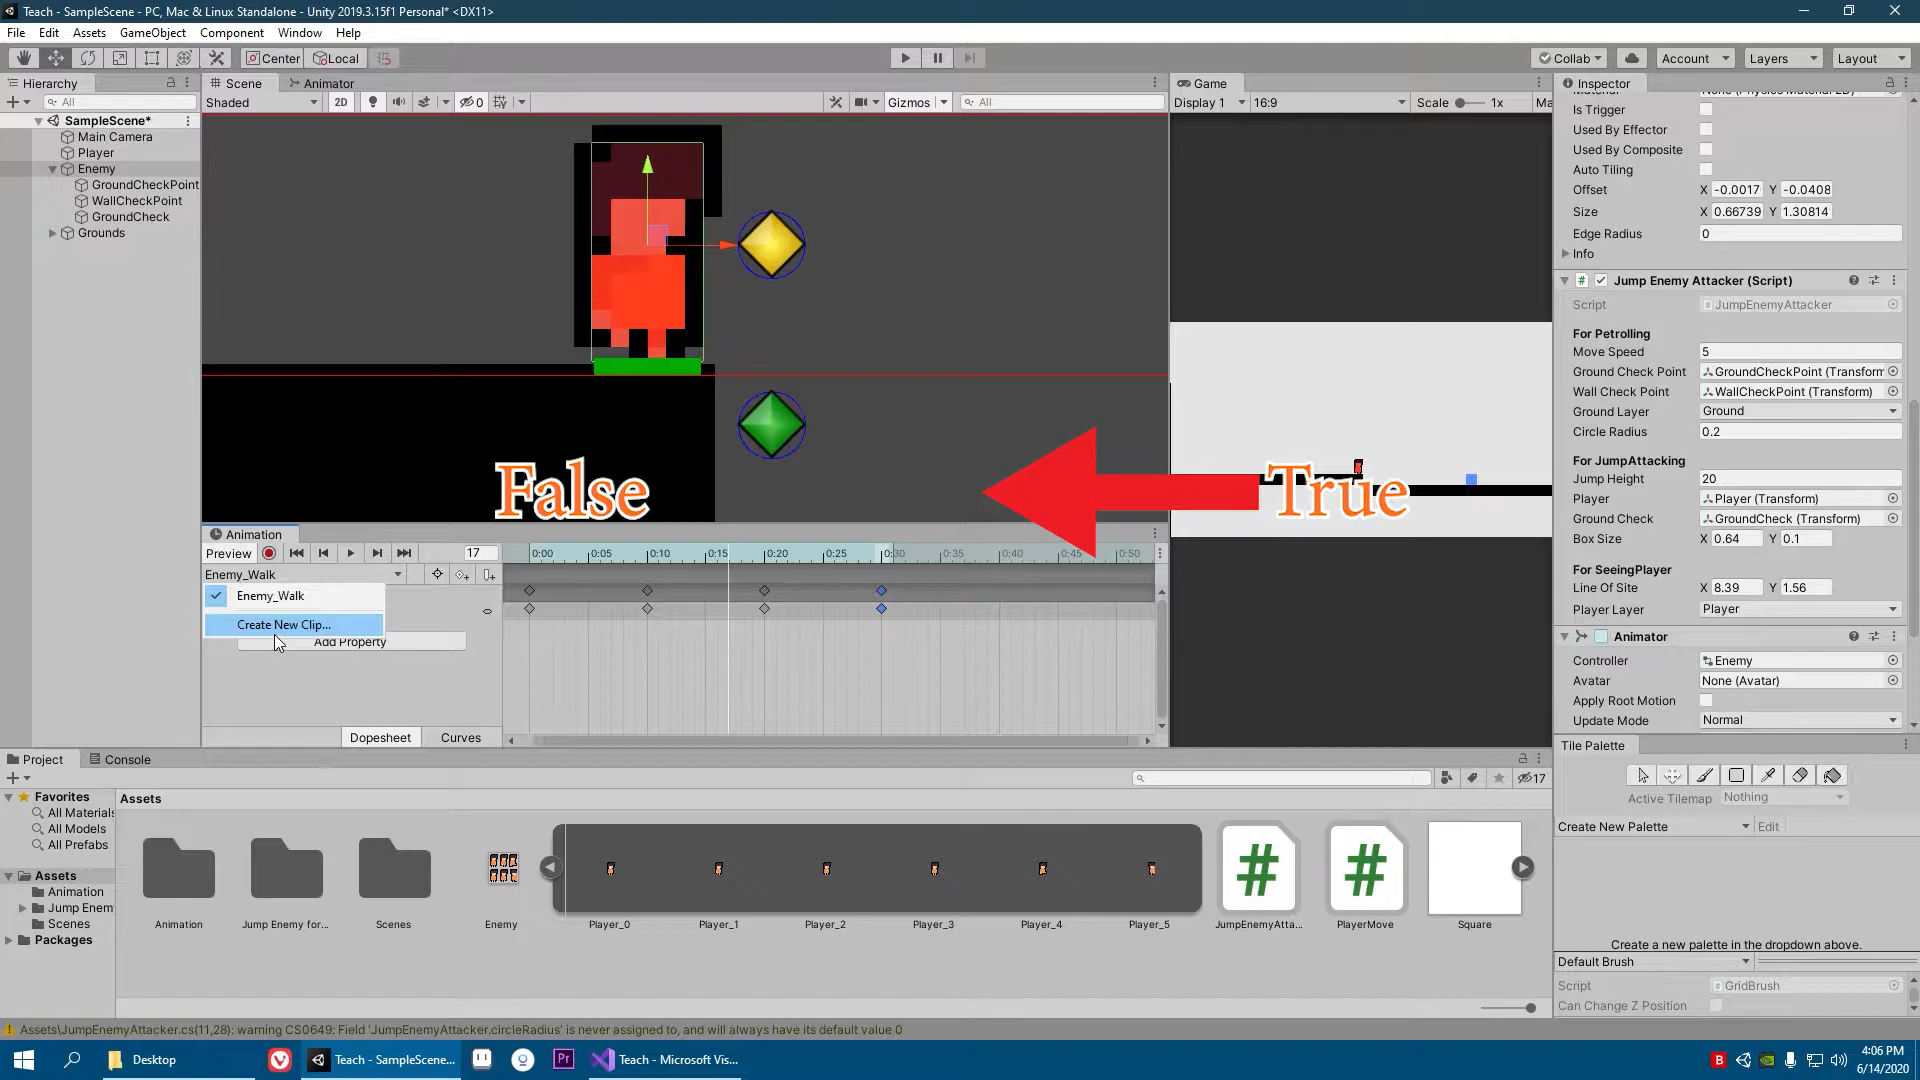 Teach - SampleScene - PC, Mac & Linux Standalone - Unity 2019.3.15f1 Personal* <DX11>
File Edit Assets GameObject Component Window Help
Center Local
Collab Account Layers Layout
Hierarchy
All
SampleScene*
Main Camera
Player
Enemy
GroundCheckPoint
WallCheckPoint
GroundCheck
Grounds
Scene Animator
Shaded 2D 0 Gizmos All
Game
Display 1 16:9 Scale 1x Ma
False
True
Animation
Preview 17
0:00 0:05 0:10 0:15 0:20 0:25 0:30 0:35 0:40 0:45 0:50
Enemy_Walk
Enemy_Walk
Create New Clip...
Add Property
Dopesheet Curves
Inspector
Is Trigger
Used By Effector
Used By Composite
Auto Tiling
Offset X -0.0017 Y -0.0408
Size X 0.66739 Y 1.30814
Edge Radius 0
Info
# Jump Enemy Attacker (Script)
Script JumpEnemyAttacker
For Petrolling
Move Speed 5
Ground Check Point GroundCheckPoint (Transform
Wall Check Point WallCheckPoint (Transform)
Ground Layer Ground
Circle Radius 0.2
For JumpAttacking
Jump Height 20
Player Player (Transform)
Ground Check GroundCheck (Transform)
Box Size X 0.64 Y 0.1
For SeeingPlayer
Line Of Site X 8.39 Y 1.56
Player Layer Player
Animator
Controller Enemy
Avatar None (Avatar)
Apply Root Motion
Update Mode Normal
Tile Palette
Active Tilemap Nothing
Create New Palette Edit
Create a new palette in the dropdown above.
Default Brush
Script GridBrush
Can Change Z Position
Project Console
17
Favorites
All Materials
All Models
All Prefabs
Assets
Animation
Jump Enem
Scenes
Packages
Assets
Animation Jump Enemy for... Scenes Enemy Player_0 Player_1 Player_2 Player_3 Player_4 Player_5 JumpEnemyAtta... PlayerMove Square
Assets\JumpEnemyAttacker.cs(11,28): warning CS0649: Field 'JumpEnemyAttacker.circleRadius' is never assigned to, and will always have its default value 0
Desktop
Teach - SampleScene...
Pr
Teach - Microsoft Vis...
B
4:06 PM
6/14/2020